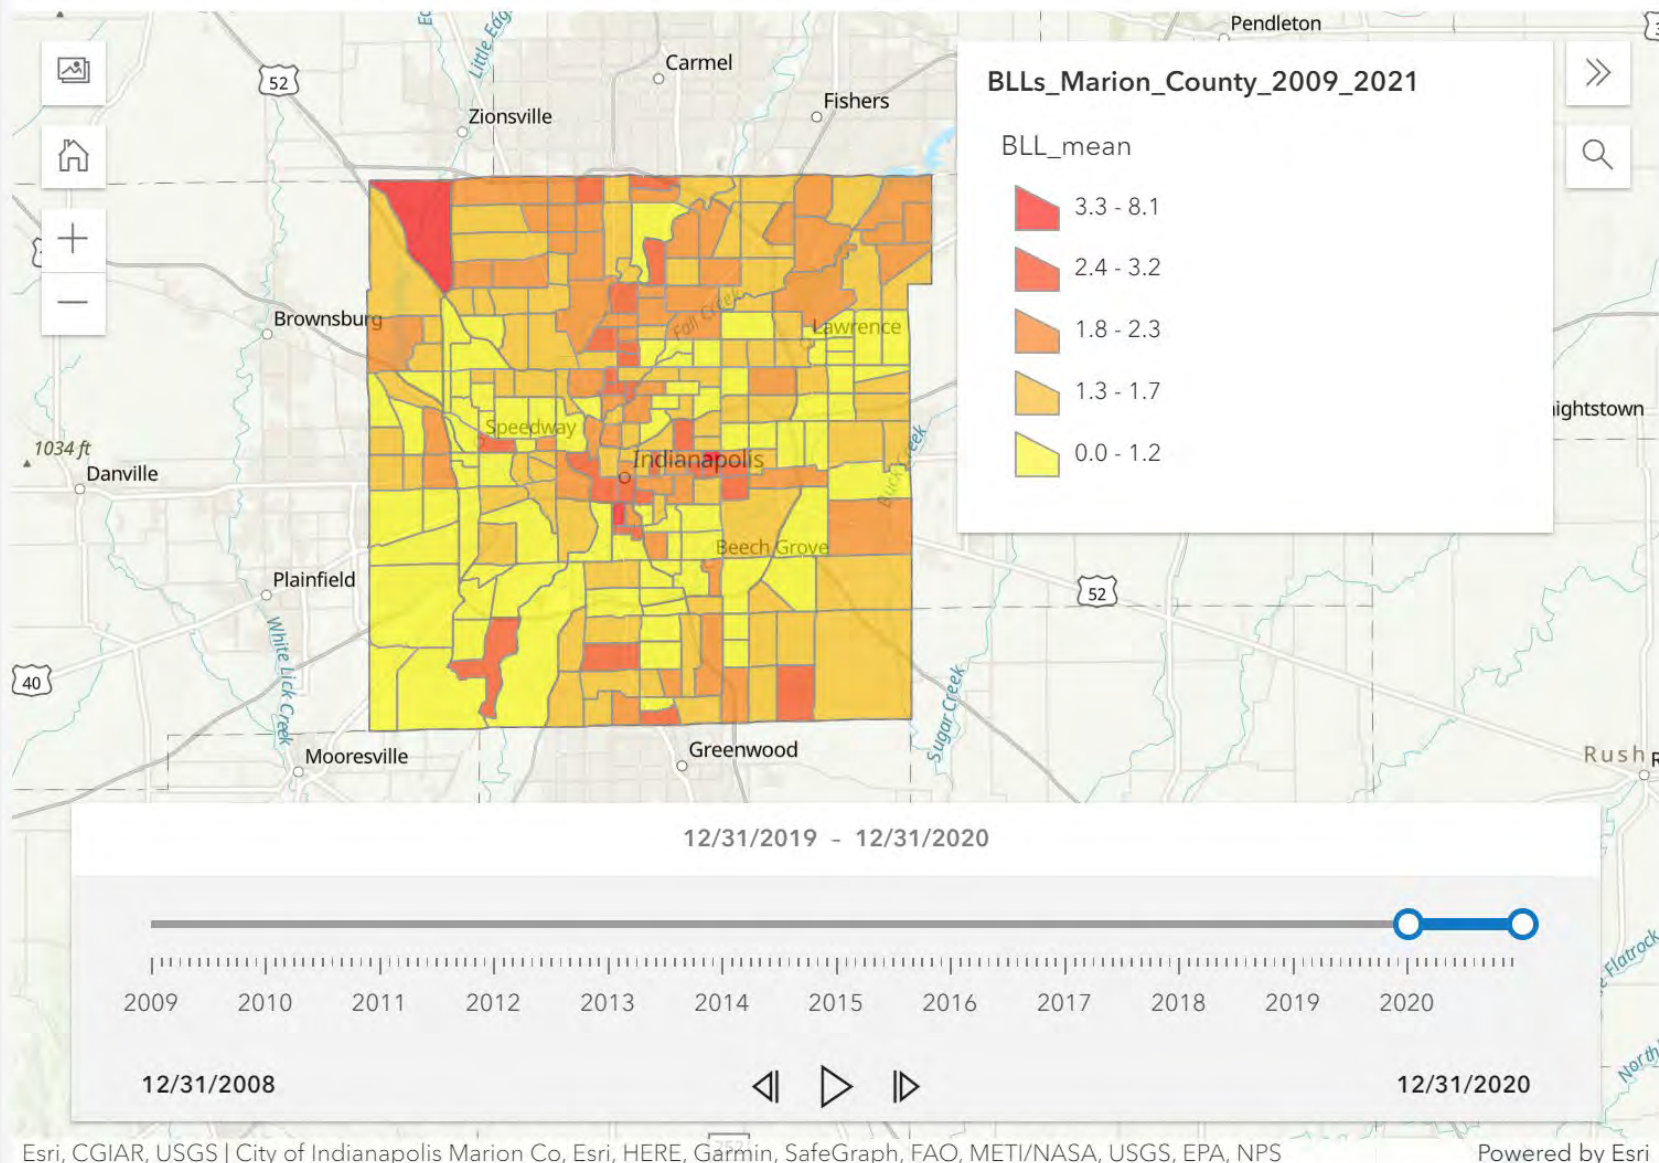 Pendleton
Carmel
52
Little Eag
Fishers
Zionsville
BLLs_Marion_County_2009_2021
BLL_mean
3.3 - 8.1
2.4 - 3.2
1.8 - 2.3
1.3 - 1.7
0.0 - 1.2
Brownsburg
Fall Creek
Lawrence
Speedway
ightstown
1034 ft
Danville
Indianapolis
Buck Creek
Beech Grove
Plainfield
52
White Lick Creek
40
Sugar Creek
Mooresville
Greenwood
Rush
R
12/31/2019 - 12/31/2020
Flatrock
2009 2010 2011 2012 2013 2014 2015 2016 2017 2018 2019 2020
North
12/31/2008
12/31/2020
Esri, CGIAR, USGS | City of Indianapolis Marion Co, Esri, HERE, Garmin, SafeGraph, FAO, METI/NASA, USGS, EPA, NPS
Powered by Esri